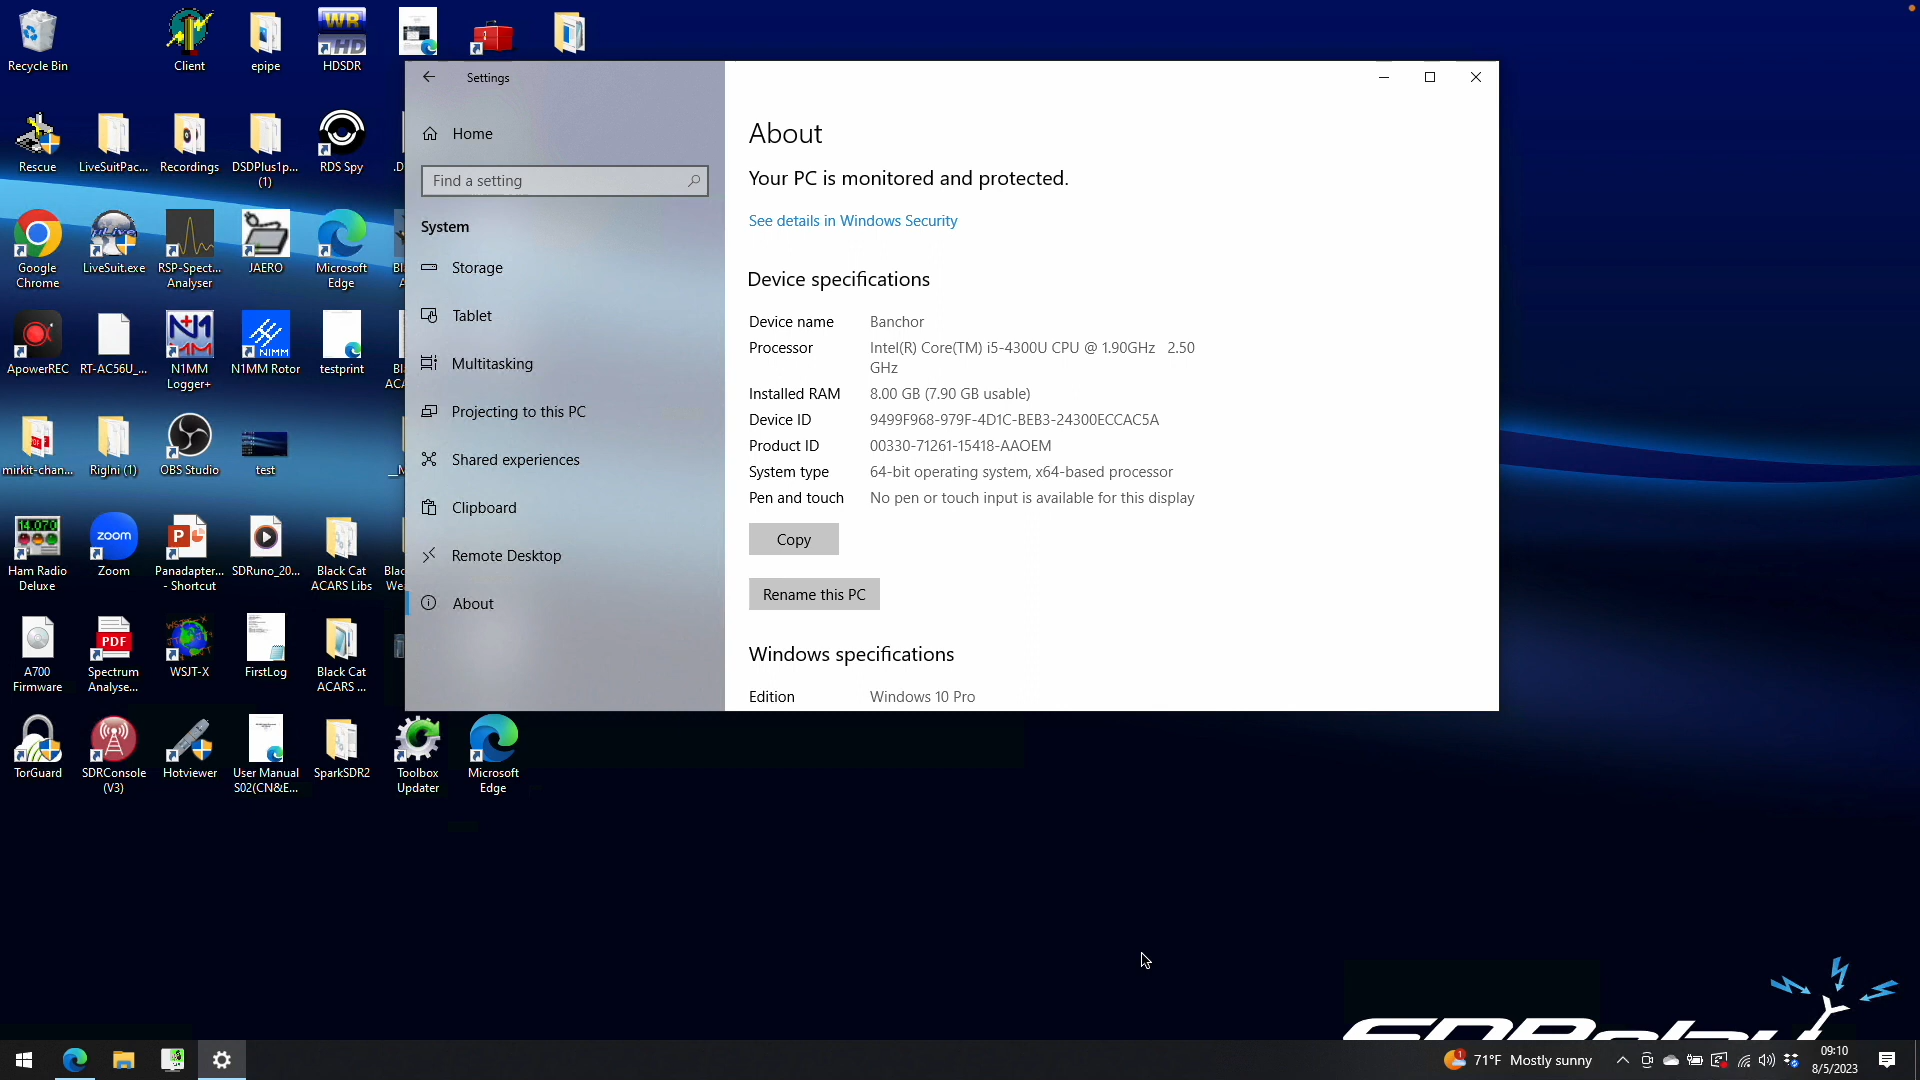 Recycle Bin
Client
epipe
HDSDR
Rescue
LiveSuitPac...
Recordings
DSDPlus1p...
(1)
RDS Spy
Google
Chrome
LiveSuit.exe
RSP-Spect...
Analyser
JAERO
Microsoft
Edge
ApowerREC
RT-AC56U_...
N1MM
Logger+
N1MM Rotor
testprint
mirkit-chan...
RigIni (1)
OBS Studio
test
Ham Radio
Deluxe
Zoom
Panadapter...
- Shortcut
SDRuno_20...
Black Cat
ACARS Libs
A700
Firmware
Spectrum
Analyse...
WSJT-X
FirstLog
Black Cat
ACARS ...
TorGuard
SDRConsole
(V3)
Hotviewer
User Manual
S02(CN&E...
SparkSDR2
Toolbox
Updater
Microsoft
Edge
Settings
Home
Find a setting
System
Storage
Tablet
Multitasking
Projecting to this PC
Shared experiences
Clipboard
Remote Desktop
About
About
Your PC is monitored and protected.
See details in Windows Security
Device specifications
Device name Banchor
Processor Intel(R) Core(TM) i5-4300U CPU @ 1.90GHz 2.50
GHz
Installed RAM 8.00 GB (7.90 GB usable)
Device ID 9499F968-979F-4D1C-BEB3-24300ECCAC5A
Product ID 00330-71261-15418-AAOEM
System type 64-bit operating system, x64-based processor
Pen and touch No pen or touch input is available for this display
Copy
Rename this PC
Windows specifications
Edition Windows 10 Pro
71°F Mostly sunny
09:10
8/5/2023